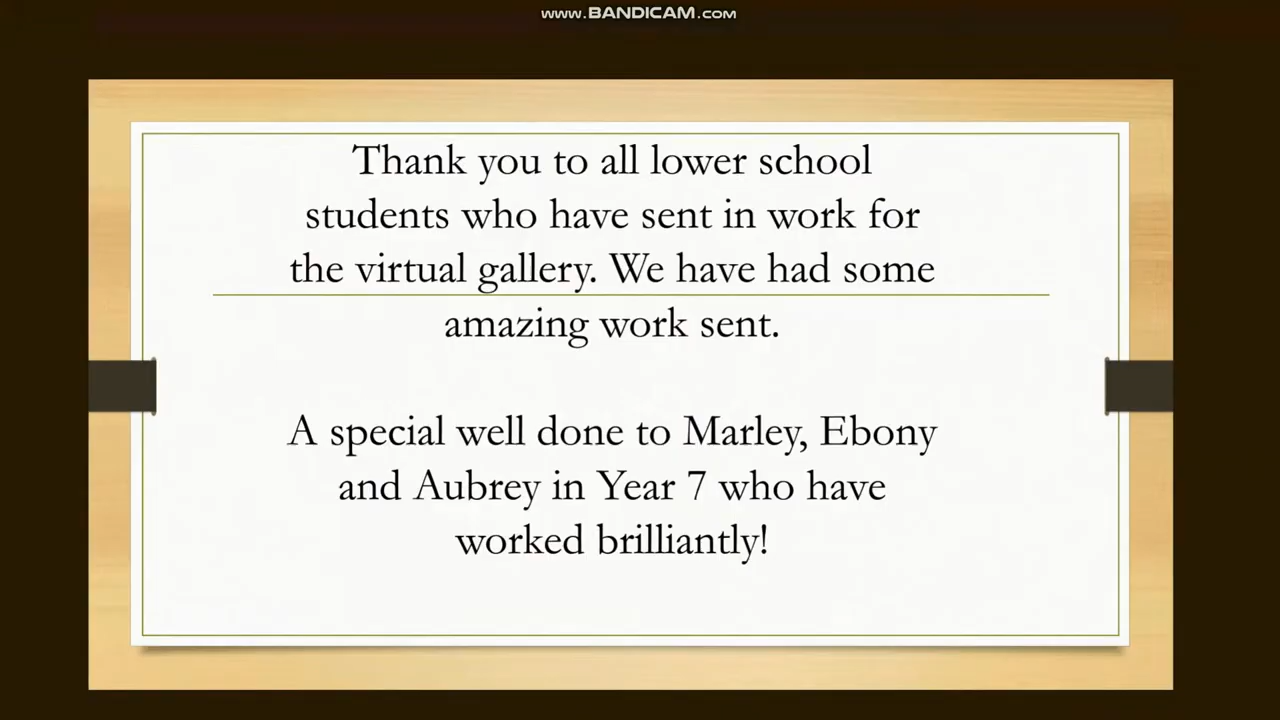 www.BANDICAM.com
Thank you to all lower school
students who have sent in work for
the virtual gallery. We have had some
amazing work sent.
A special well done to Marley, Ebony
and Aubrey in Year 7 who have
worked brilliantly!